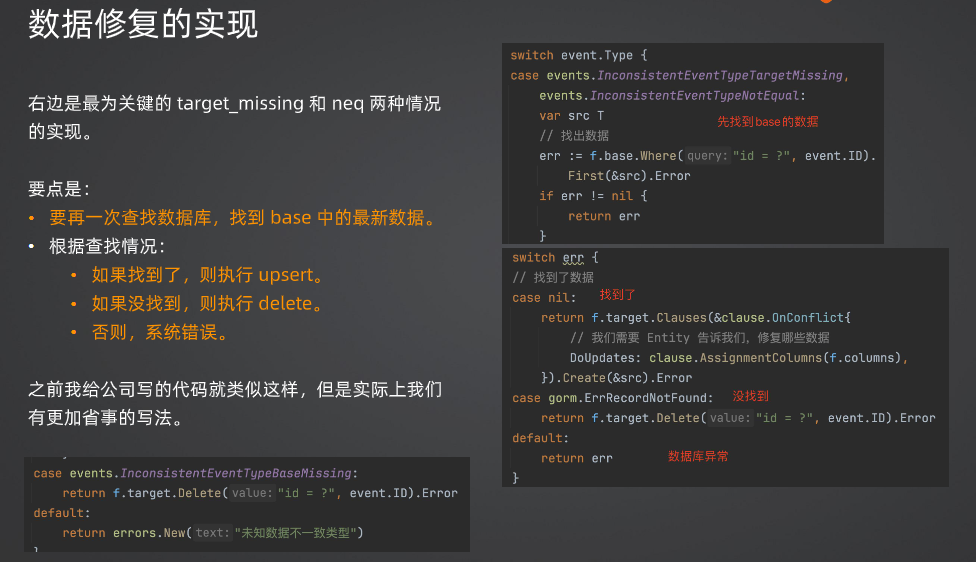 数据修复的实现
右边是最为关键的 target_missing 和 neq 两种情况
的实现。
要点是：
• 要再一次查找数据库，找到 base 中的最新数据。
• 根据查找情况：
• 如果找到了，则执行 upsert。
• 如果没找到，则执行 delete。
• 否则，系统错误。
之前我给公司写的代码就类似这样，但是实际上我们
有更加省事的写法。
case events.InconsistentEventTypeBaseMissing:
return f.target.Delete( value: "id = ?", event.ID).Error
default:
return errors.New( text: "未知数据不一致类型")
switch event.Type {
case events.InconsistentEventTypeTargetMissing,
events.InconsistentEventTypeNotEqual:
var src T
先找到base的数据
// 找出数据
err := f.base.Where( query: "id = ?", event.ID).
First(&src).Error
if err != nil {
return err
}
switch err {
// 找到了数据
case nil: 找到了
return f.target.Clauses(&clause.OnConflict{
// 我们需要 Entity 告诉我们，修复哪些数据
DoUpdates: clause.AssignmentColumns(f.columns),
}).Create(&src).Error
case gorm.ErrRecordNotFound: 没找到
return f.target.Delete( value: "id = ?", event.ID).Error
default:
return err 数据库异常
}